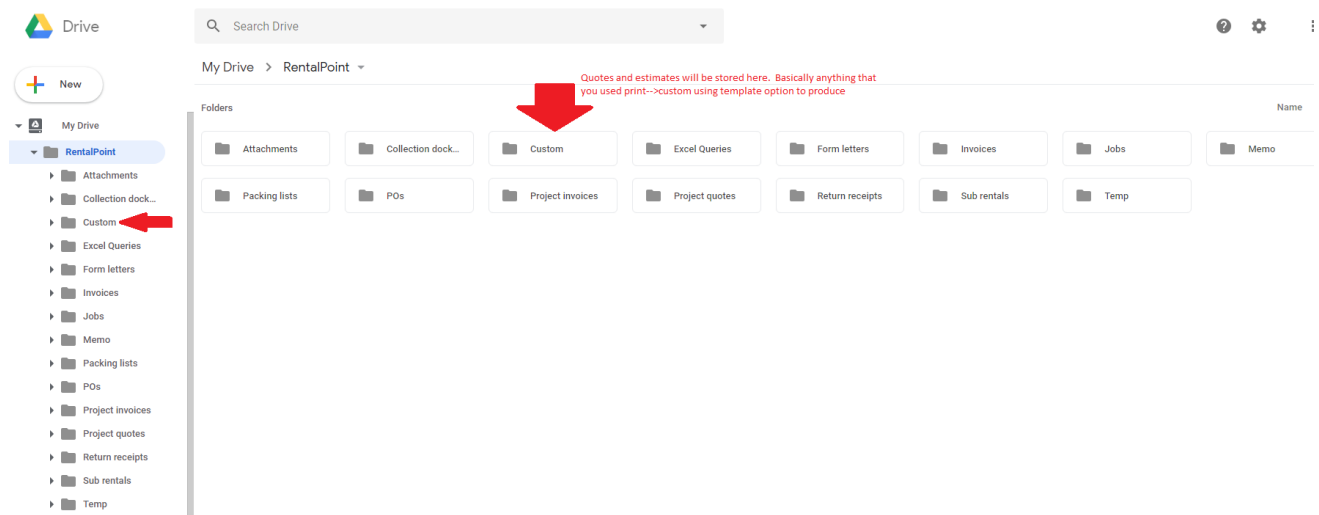 Drive
Search Drive
My Drive > RentalPoint
Quotes and estimates will be stored here. Basically anything that
you used print-->custom using template option to produce
New
Folders
Name
My Drive
RentalPoint
Attachments
Collection dock...
Custom
Excel Queries
Form letters
Invoices
Jobs
Memo
Packing lists
POs
Project invoices
Project quotes
Return receipts
Sub rentals
Temp
Attachments
Collection dock...
Custom
Excel Queries
Form letters
Invoices
Jobs
Memo
Packing lists
POs
Project invoices
Project quotes
Return receipts
Sub rentals
Temp